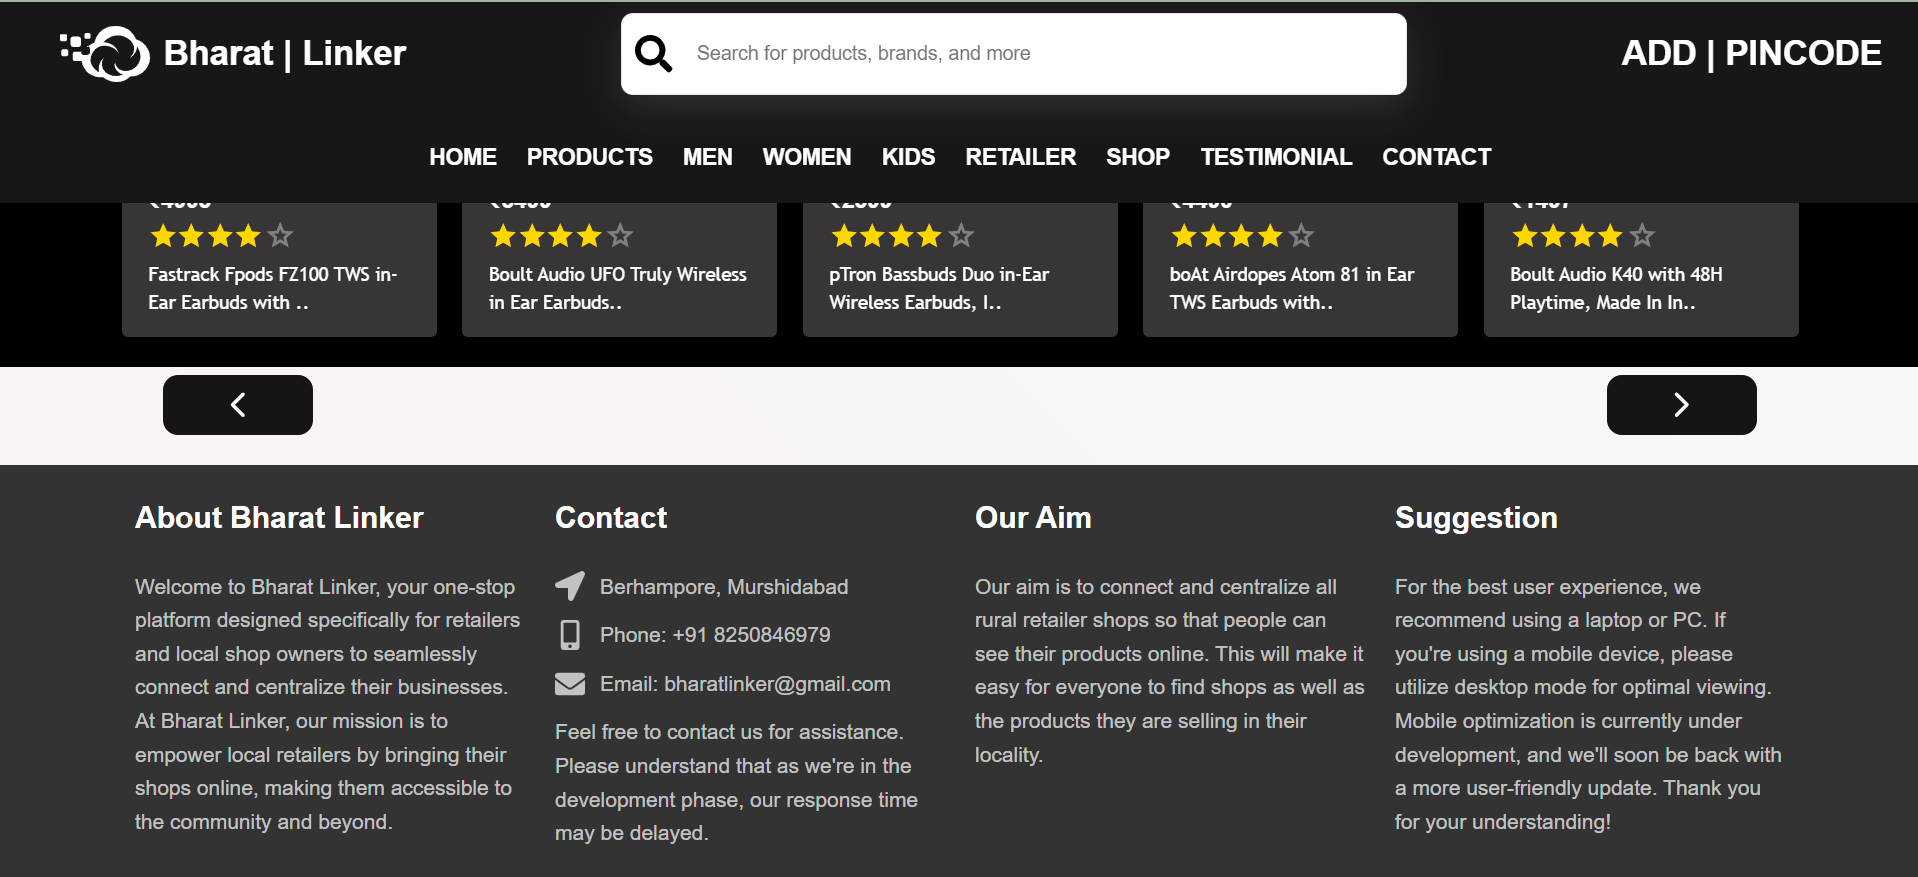 Bharat | Linker
Search for products, brands, and more
ADD | PINCODE
HOME PRODUCTS MEN WOMEN KIDS RETAILER SHOP TESTIMONIAL CONTACT
Fastrack Fpods FZ100 TWS in-
Ear Earbuds with ..
Boult Audio UFO Truly Wireless
in Ear Earbuds..
pTron Bassbuds Duo in-Ear
Wireless Earbuds, I..
boAt Airdopes Atom 81 in Ear
TWS Earbuds with..
Boult Audio K40 with 48H
Playtime, Made In In..
About Bharat Linker
Welcome to Bharat Linker, your one-stop
platform designed specifically for retailers
and local shop owners to seamlessly
connect and centralize their businesses.
At Bharat Linker, our mission is to
empower local retailers by bringing their
shops online, making them accessible to
the community and beyond.
Contact
Berhampore, Murshidabad
Phone: +91 8250846979
Email: bharatlinker@gmail.com
Feel free to contact us for assistance.
Please understand that as we're in the
development phase, our response time
may be delayed.
Our Aim
Our aim is to connect and centralize all
rural retailer shops so that people can
see their products online. This will make it
easy for everyone to find shops as well as
the products they are selling in their
locality.
Suggestion
For the best user experience, we
recommend using a laptop or PC. If
you're using a mobile device, please
utilize desktop mode for optimal viewing.
Mobile optimization is currently under
development, and we'll soon be back with
a more user-friendly update. Thank you
for your understanding!